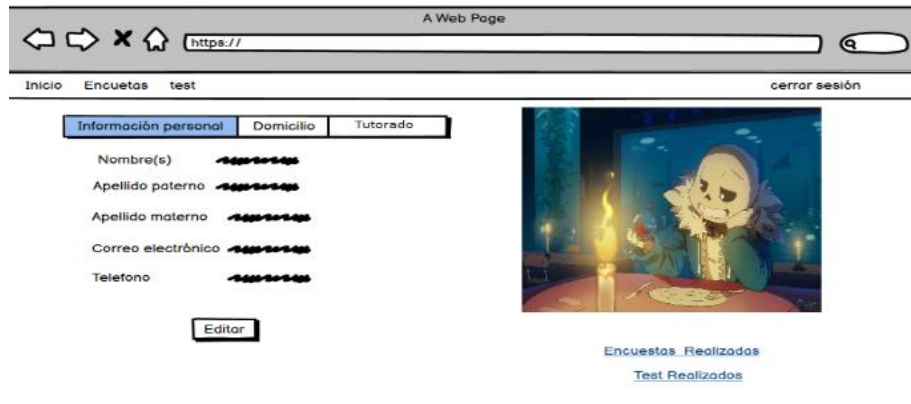 A Web Page
https://
Inicio Encuetas test cerrar sesión
Información personal Domicilio Tutorado
Nombre(s)
Apellido paterno
Apellido materno
Correo electrónico
Telefono
Editar
Encuestas Realizadas
Test Realizados